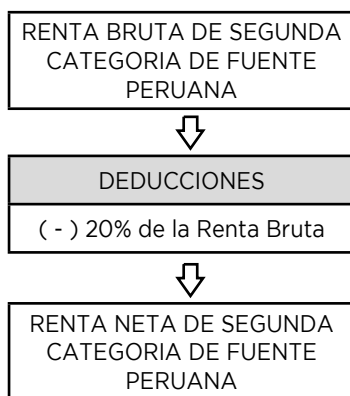 RENTA BRUTA DE SEGUNDA
CATEGORIA DE FUENTE
PERUANA
DEDUCCIONES
( - ) 20% de la Renta Bruta
RENTA NETA DE SEGUNDA
CATEGORIA DE FUENTE
PERUANA